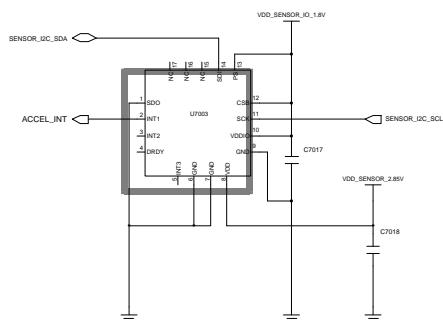 VDD_SENSOR_IO_1.8V
SENSOR_I2C_SDA
NC 17
NC 16
NC 15
SDI 14
PS 13
1 SDO
CSB 12
ACCEL_INT
2 INT1
U7003
SCK 11
SENSOR_I2C_SCL
3 INT2
VDDIO 10
4 DRDY
GND 9
C7017
INT3 5
GND 6
GND 7
VDD 8
VDD_SENSOR_2.85V
C7018